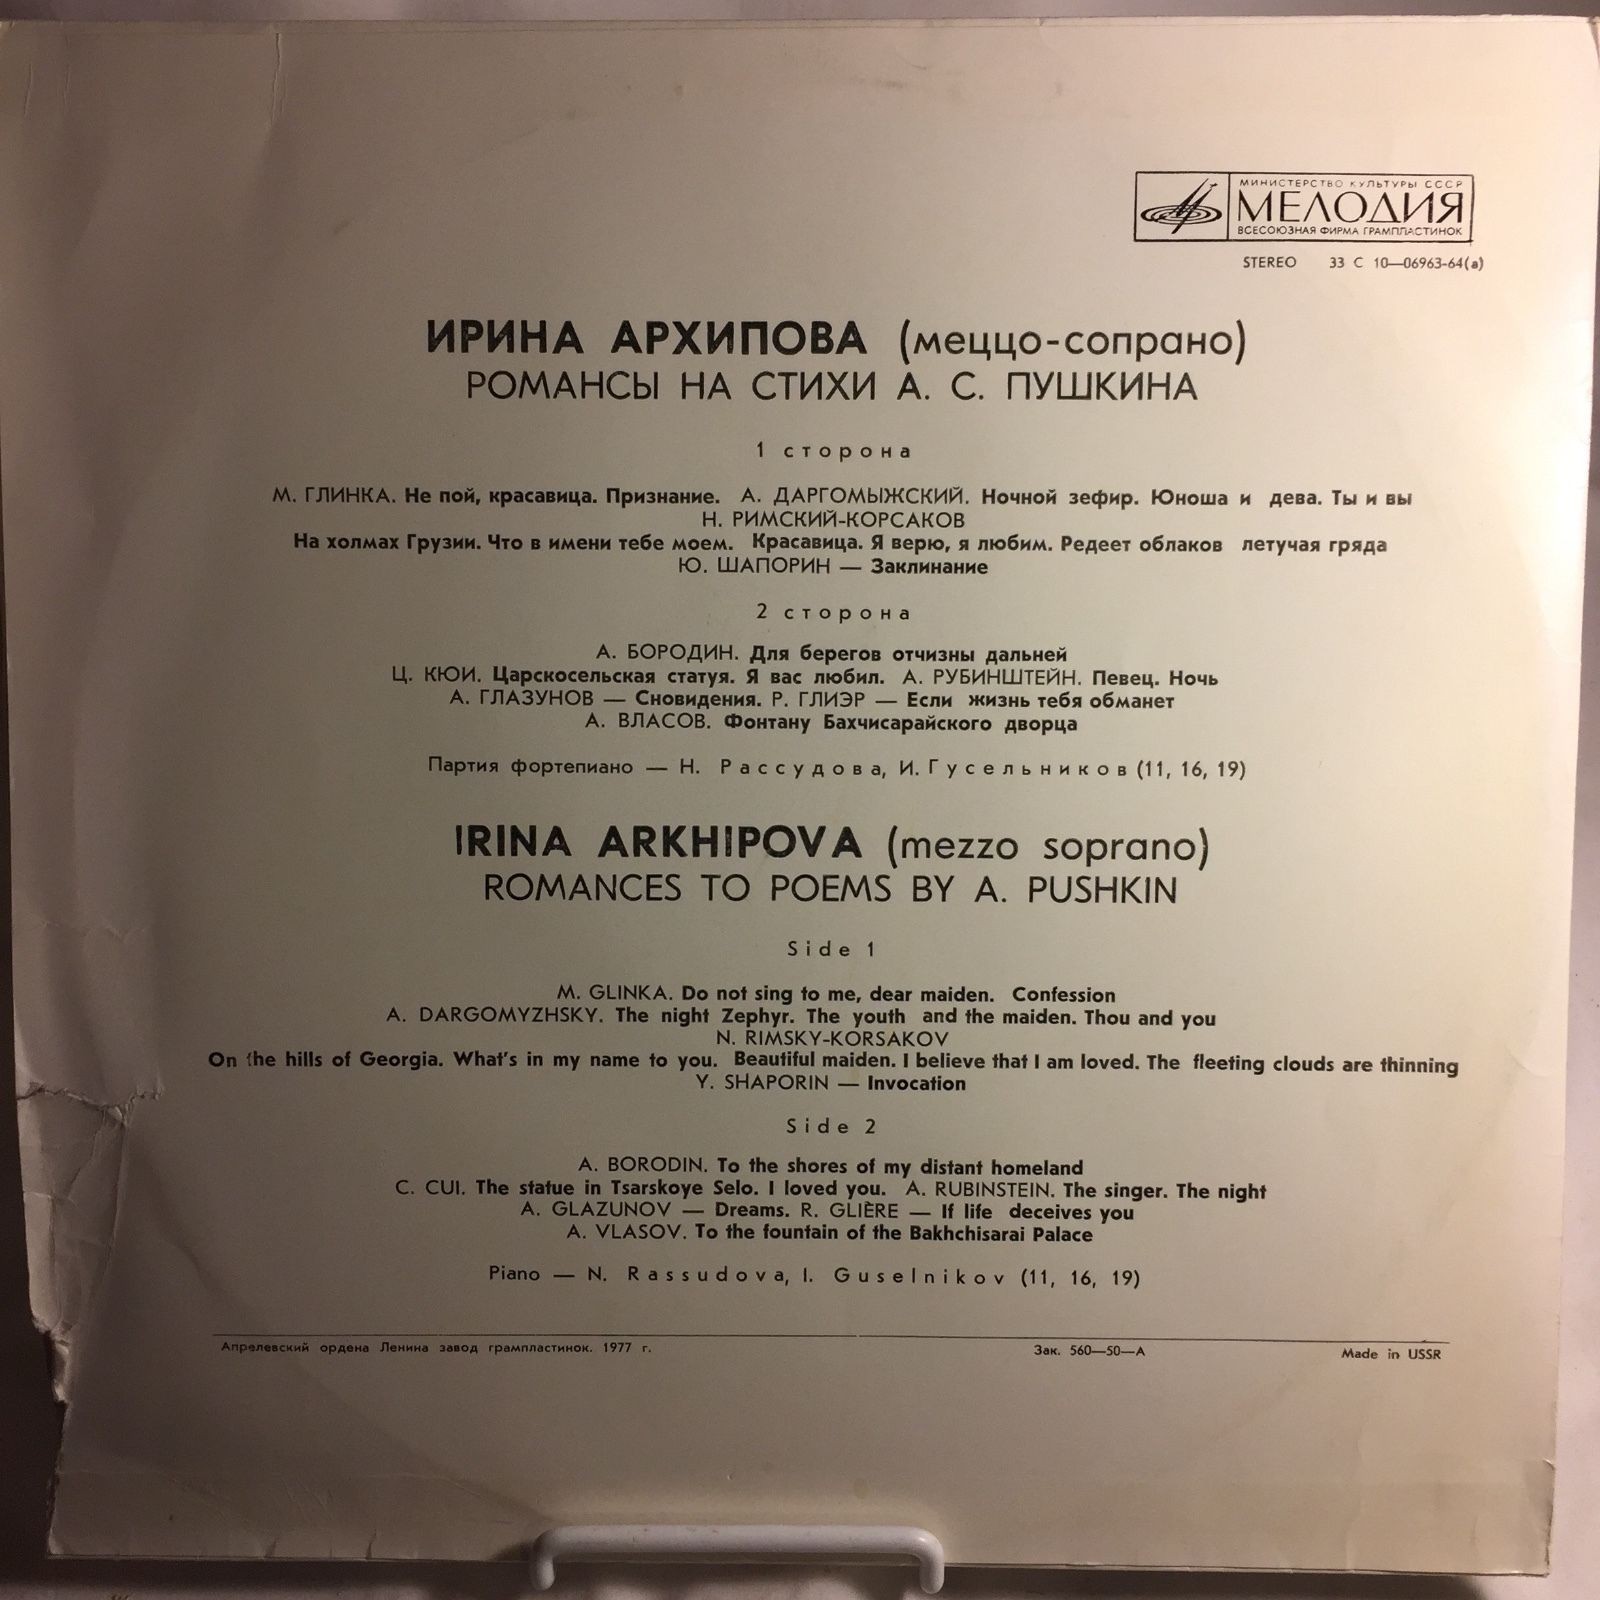 МИНИСТЕРСТВО КУЛЬТУРЫ СССР
МЕЛОДИЯ
ВСЕСОЮЗНАЯ ФИРМА ГРАМПЛАСТИНОК
STEREO 33 С 10—06963-64(а)
ИРИНА АРХИПОВА (меццо-сопрано)
РОМАНСЫ НА СТИХИ А. С. ПУШКИНА
1 сторона
М. ГЛИНКА. Не пой, красавица. Признание. А. ДАРГОМЫЖСКИЙ. Ночной зефир. Юноша и дева. Ты и вы
Н. РИМСКИЙ-КОРСАКОВ
На холмах Грузии. Что в имени тебе моем. Красавица. Я верю, я любим. Редеет облаков летучая гряда
Ю. ШАПОРИН — Заклинание
2 сторона
А. БОРОДИН. Для берегов отчизны дальней
Ц. КЮИ. Царскосельская статуя. Я вас любил. А. РУБИНШТЕЙН. Певец. Ночь
А. ГЛАЗУНОВ — Сновидения. Р. ГЛИЭР — Если жизнь тебя обманет
А. ВЛАСОВ. Фонтану Бахчисарайского дворца
Партия фортепиано — Н. Рассудова, И. Гусельников (11, 16, 19)
IRINA ARKHIPOVA (mezzo soprano)
ROMANCES TO POEMS BY A. PUSHKIN
Side 1
M. GLINKA. Do not sing to me, dear maiden. Confession
A. DARGOMYZHSKY. The night Zephyr. The youth and the maiden. Thou and you
N. RIMSKY-KORSAKOV
On the hills of Georgia. What's in my name to you. Beautiful maiden. I believe that I am loved. The fleeting clouds are thinning
Y. SHAPORIN — Invocation
Side 2
A. BORODIN. To the shores of my distant homeland
C. CUI. The statue in Tsarskoye Selo. I loved you. A. RUBINSTEIN. The singer. The night
A. GLAZUNOV — Dreams. R. GLIÈRE — If life deceives you
A. VLASOV. To the fountain of the Bakhchisarai Palace
Piano — N. Rassudova, I. Guselnikov (11, 16, 19)
Апрелевский ордена Ленина завод грампластинок. 1977 г. Зак. 560—50—А Made in USSR